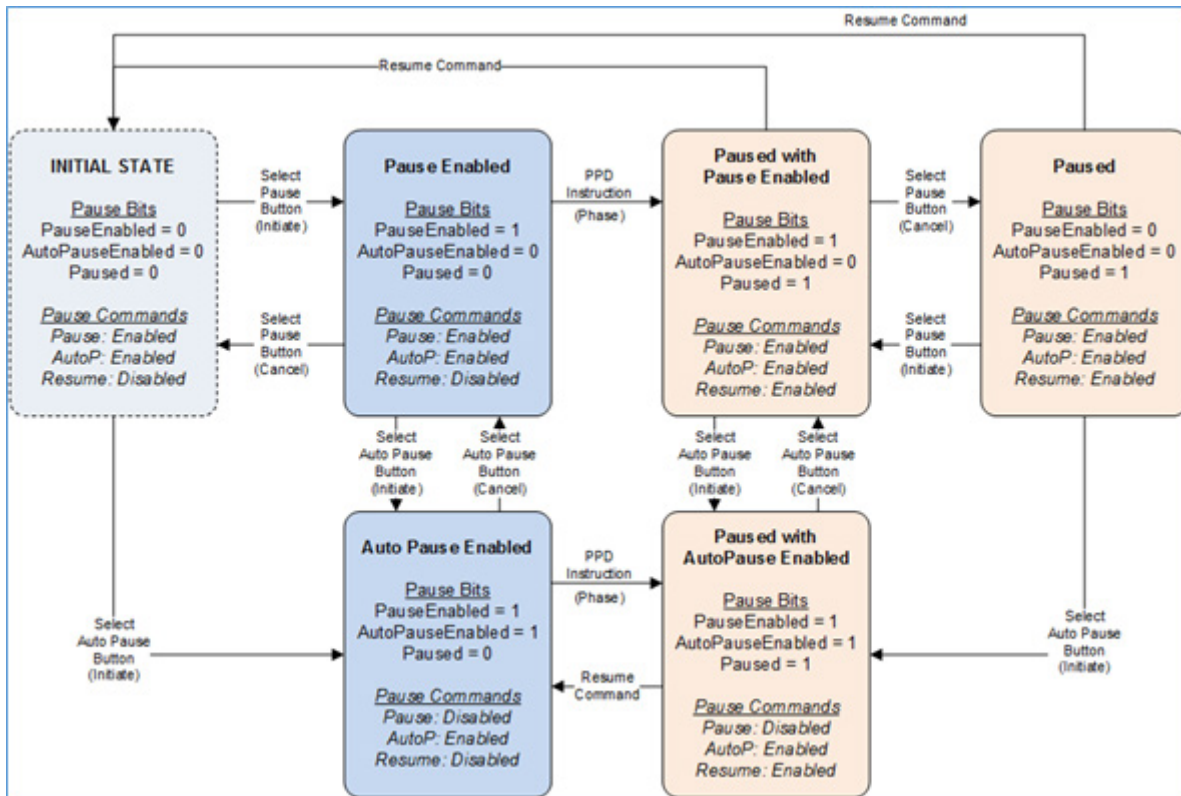 Resume Command
Resume Command
INITIAL STATE
Pause Bits
PauseEnabled = 0
AutoPauseEnabled = 0
Paused = 0
Pause Commands
Pause: Enabled
AutoP: Enabled
Resume: Disabled
Select
Pause
Button
(Initiate)
Select
Pause
Button
(Cancel)
Pause Enabled
Pause Bits
PauseEnabled = 1
AutoPauseEnabled = 0
Paused = 0
Pause Commands
Pause: Enabled
AutoP: Enabled
Resume: Disabled
PPD
Instruction
(Phase)
Paused with
Pause Enabled
Pause Bits
PauseEnabled = 1
AutoPauseEnabled = 0
Paused = 1
Pause Commands
Pause: Enabled
AutoP: Enabled
Resume: Enabled
Select
Pause
Button
(Cancel)
Select
Pause
Button
(Initiate)
Paused
Pause Bits
PauseEnabled = 0
AutoPauseEnabled = 0
Paused = 1
Pause Commands
Pause: Enabled
AutoP: Enabled
Resume: Enabled
Select
Auto Pause
Button
(Initiate)
Select
Auto Pause
Button
(Cancel)
Select
Auto Pause
Button
(Initiate)
Select
Auto Pause
Button
(Cancel)
Select
Auto Pause
Button
(Initiate)
Auto Pause Enabled
Pause Bits
PauseEnabled = 1
AutoPauseEnabled = 1
Paused = 0
Pause Commands
Pause: Disabled
AutoP: Enabled
Resume: Disabled
PPD
Instruction
(Phase)
Resume
Command
Paused with
AutoPause Enabled
Pause Bits
PauseEnabled = 1
AutoPauseEnabled = 1
Paused = 1
Pause Commands
Pause: Disabled
AutoP: Enabled
Resume: Enabled
Select
Auto Pause
Button
(Initiate)